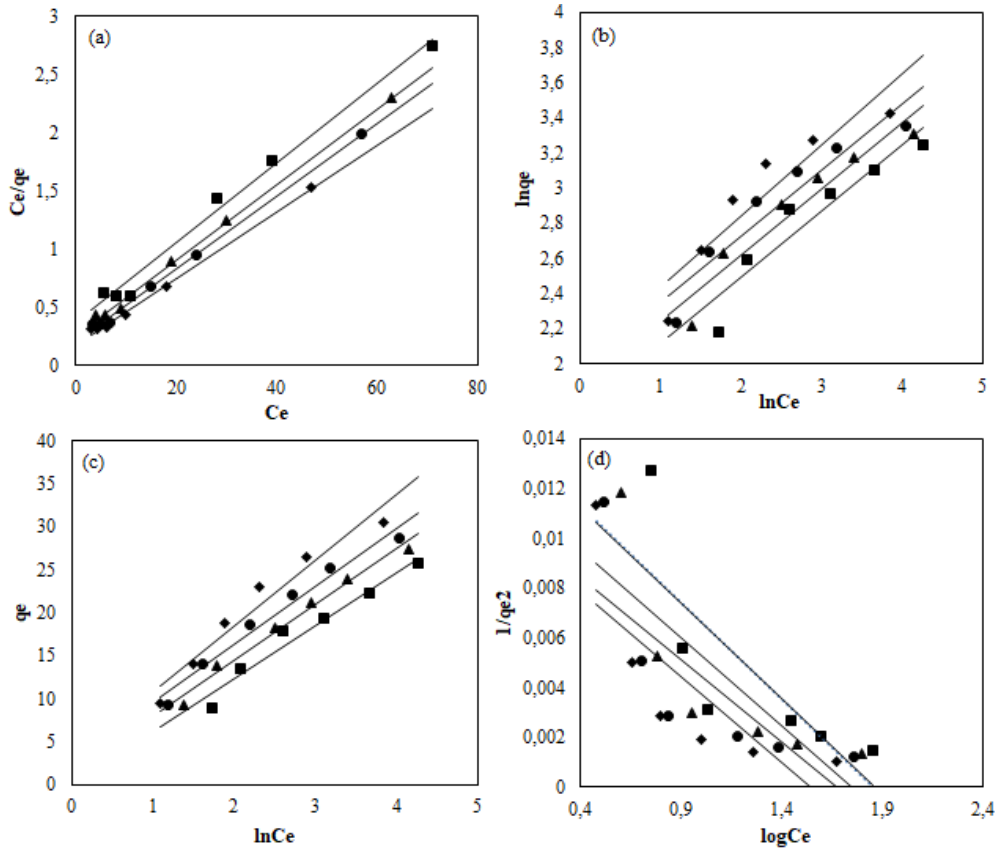 (a)
3
2,5
2
1,5
1
0,5
0
0 20 40 60 80
Ce/qe
Ce
(b)
4
3,8
3,6
3,4
3,2
3
2,8
2,6
2,4
2,2
2
0 1 2 3 4 5
lnqe
lnCe
(c)
40
35
30
25
20
15
10
5
0
0 1 2 3 4 5
qe
lnCe
(d)
0,014
0,012
0,01
0,008
0,006
0,004
0,002
0
0,4 0,9 1,4 1,9 2,4
1/qe2
logCe